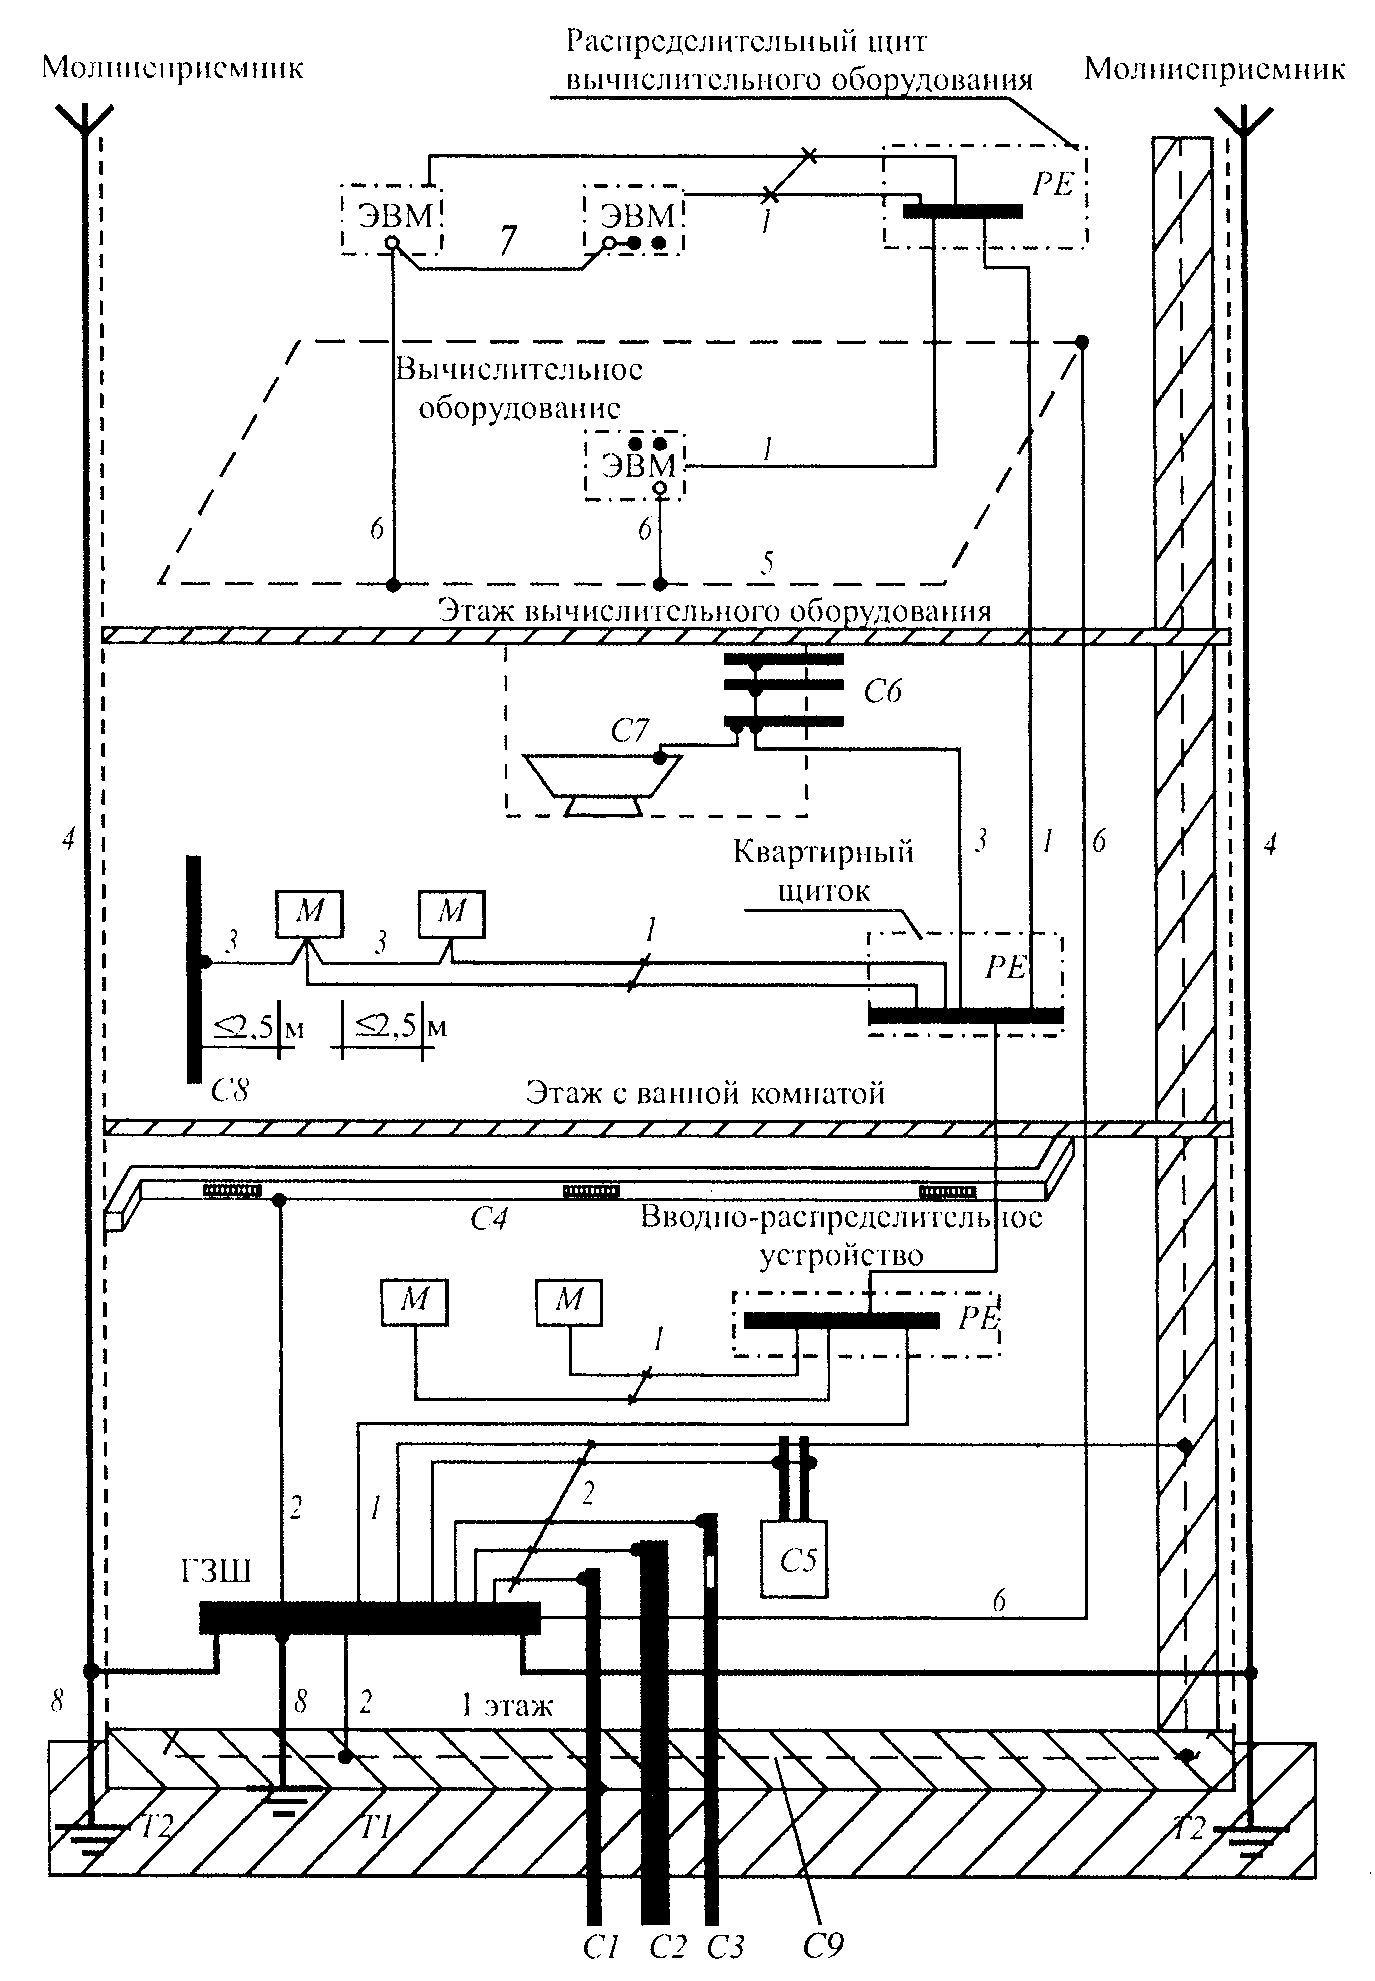 Распределительный щит
вычислительного оборудования
Молниеприемник
Молниеприемник
PE
ЭВМ
ЭВМ
7
1
Вычислительное
оборудование
ЭВМ
1
6
6
5
Этаж вычислительного оборудования
C6
C7
4
3
1
6
4
Квартирный
щиток
M
M
3
3
1
PE
≤2,5 м
≤2,5 м
C8
Этаж с ванной комнатой
C4
Вводно-распределительное
устройство
M
M
PE
1
2
1
2
C5
ГЗШ
6
8
8
2
1 этаж
T2
T1
T2
C1
C2
C3
C9